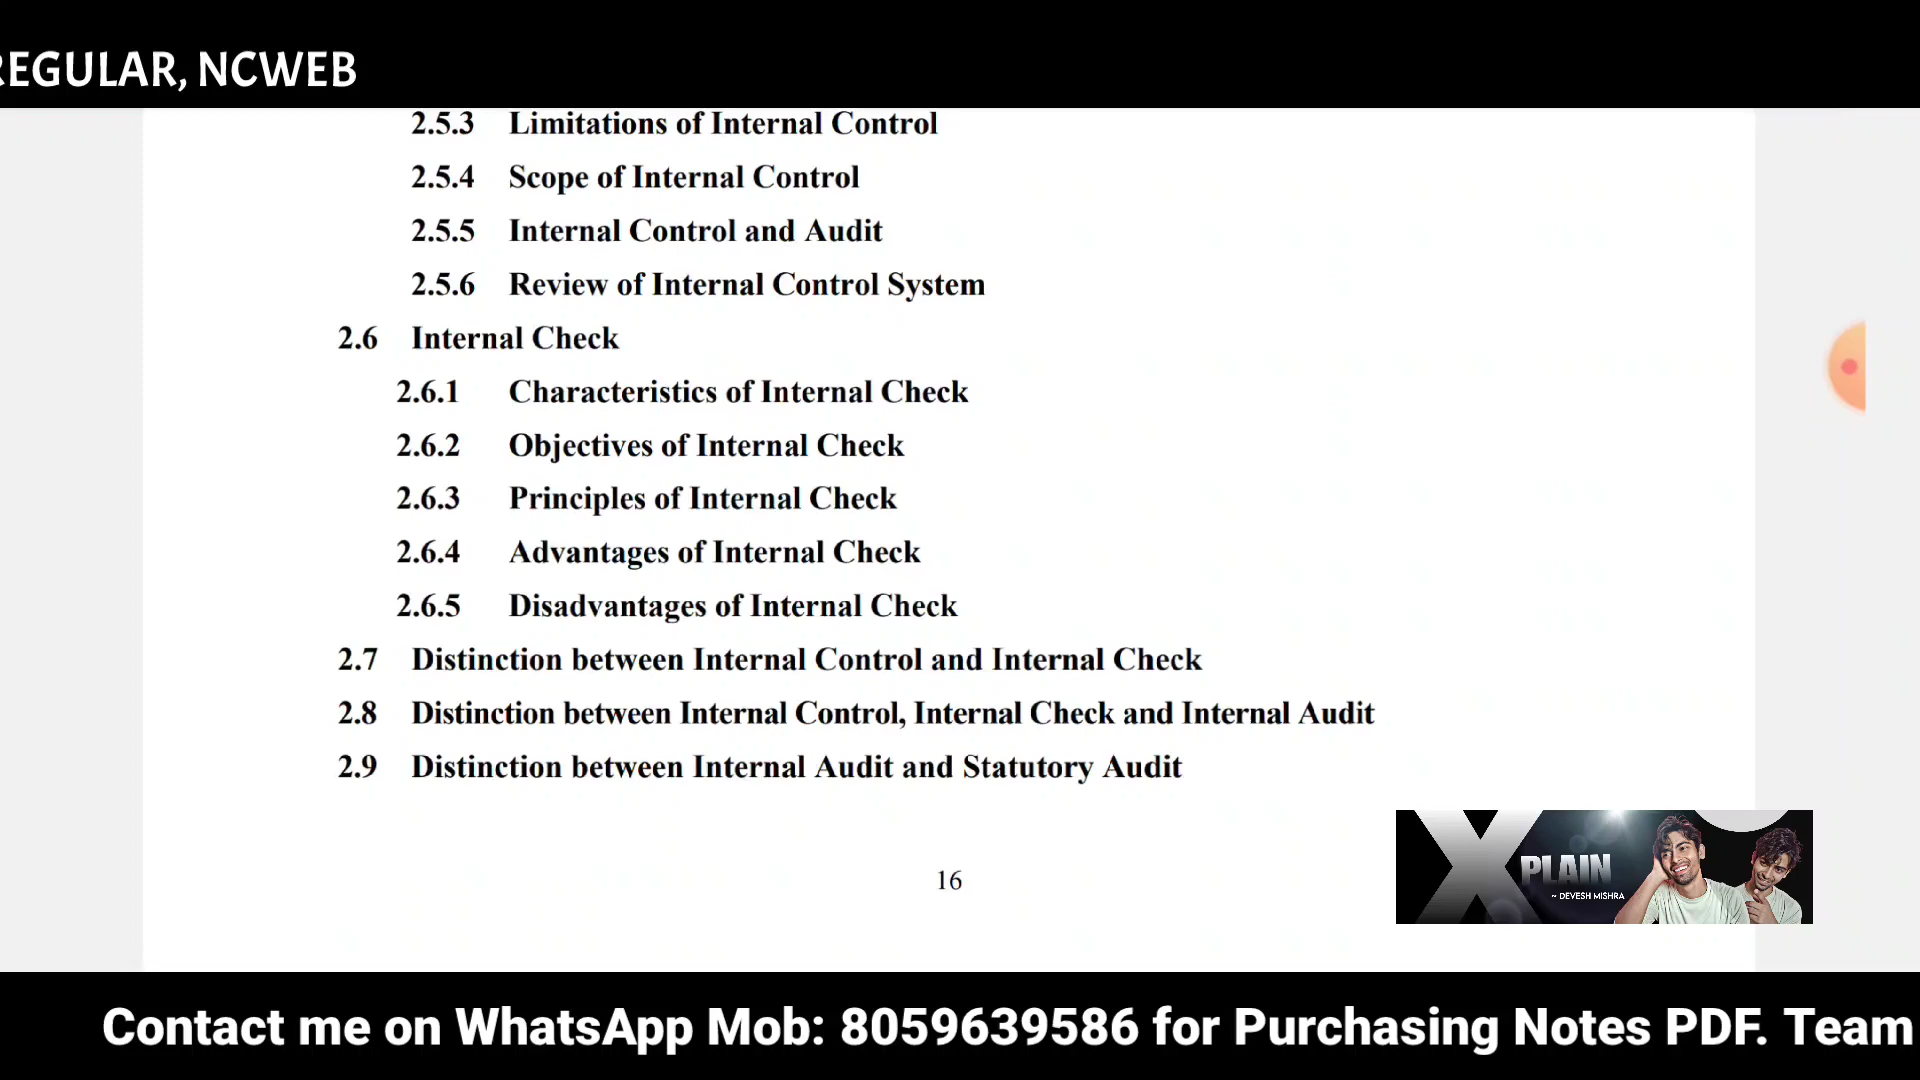 REGULAR, NCWEB
2.5.3 Limitations of Internal Control
2.5.4 Scope of Internal Control
2.5.5 Internal Control and Audit
2.5.6 Review of Internal Control System
2.6 Internal Check
2.6.1 Characteristics of Internal Check
2.6.2 Objectives of Internal Check
2.6.3 Principles of Internal Check
2.6.4 Advantages of Internal Check
2.6.5 Disadvantages of Internal Check
2.7 Distinction between Internal Control and Internal Check
2.8 Distinction between Internal Control, Internal Check and Internal Audit
2.9 Distinction between Internal Audit and Statutory Audit
16
XPLAIN
~ DEVESH MISHRA
Contact me on WhatsApp Mob: 8059639586 for Purchasing Notes PDF. Team